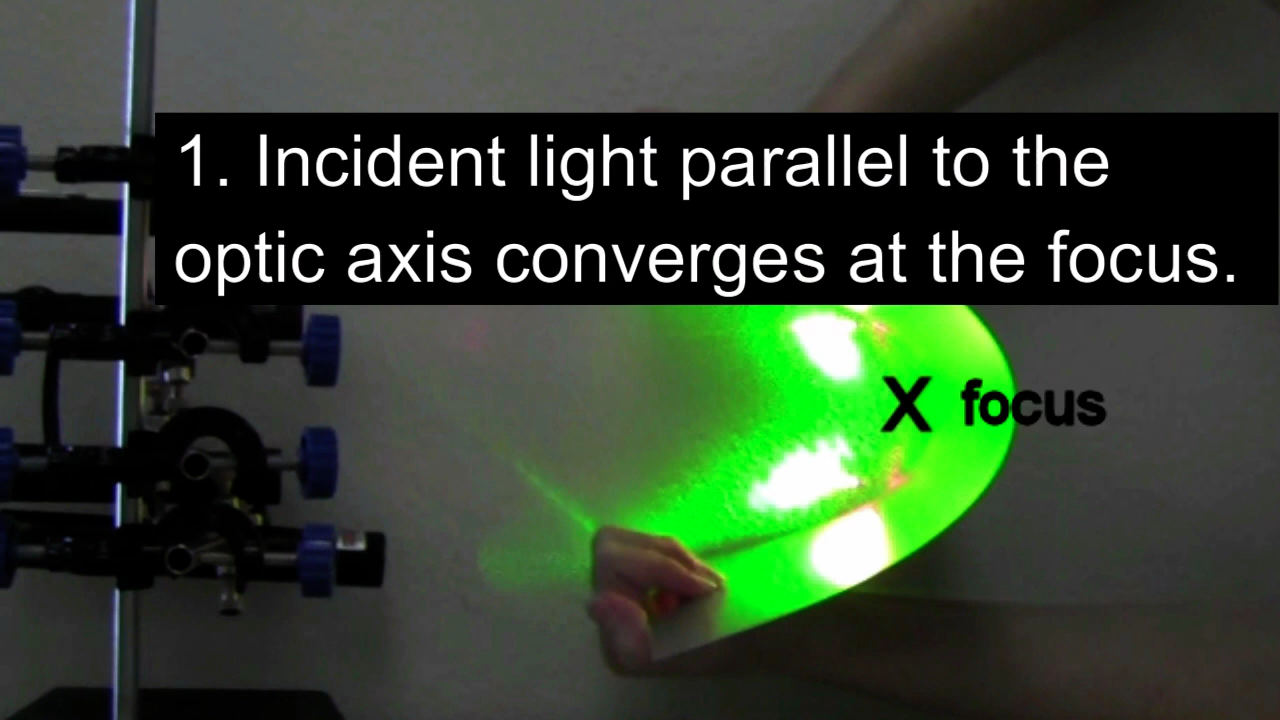 1. Incident light parallel to the
optic axis converges at the focus.
X focus